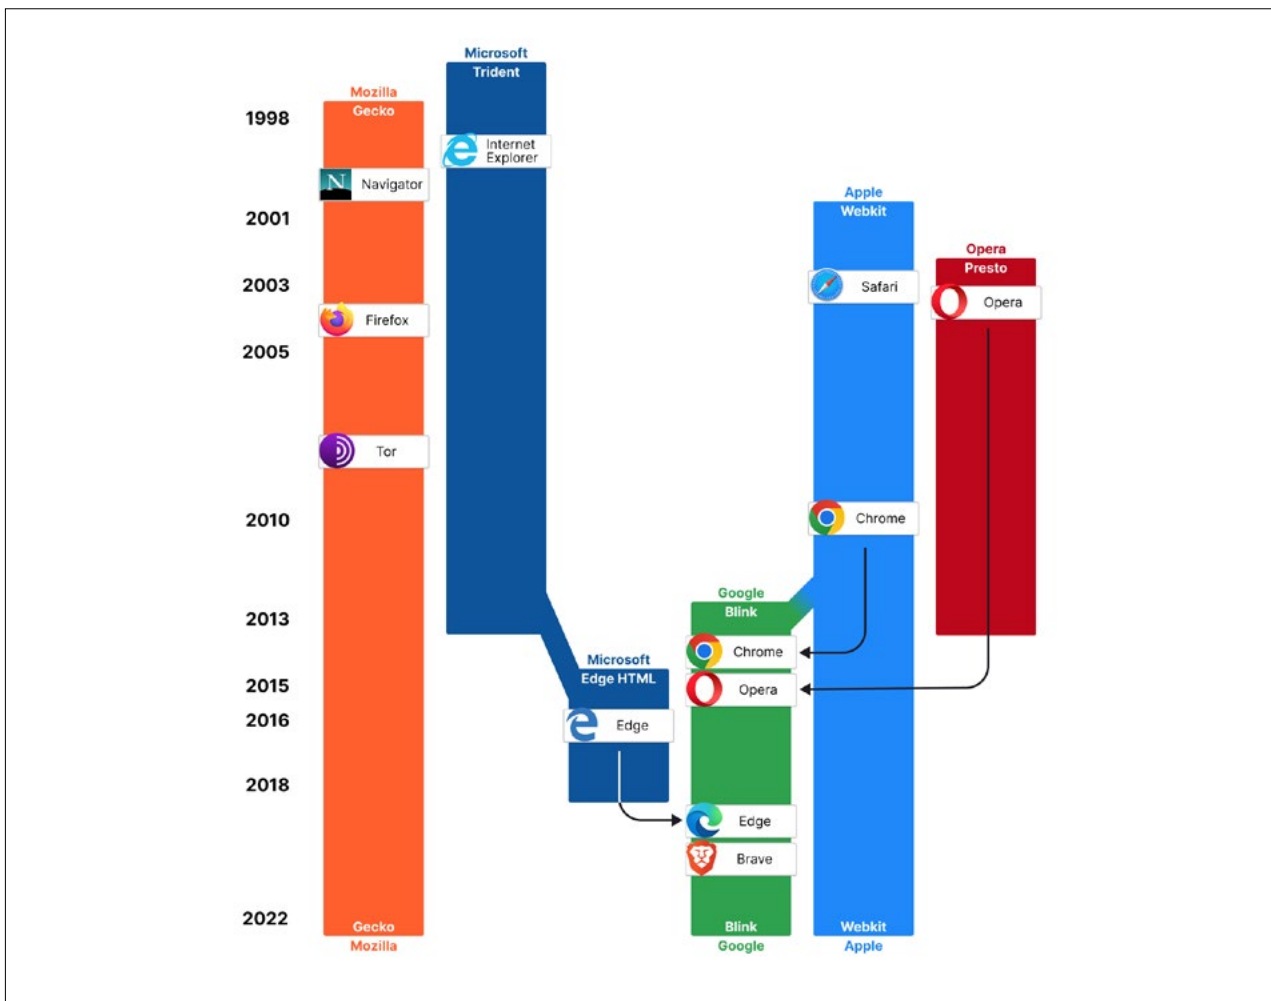 Microsoft
Trident
Mozilla
Gecko
1998
Internet
Explorer
N
Navigator
Apple
Webkit
2001
Opera
Presto
2003
Safari
Opera
Firefox
2005
Tor
2010
Chrome
Google
Blink
2013
Chrome
Microsoft
Edge HTML
2015
Opera
2016
Edge
2018
Edge
Brave
2022
Gecko
Mozilla
Blink
Google
Webkit
Apple